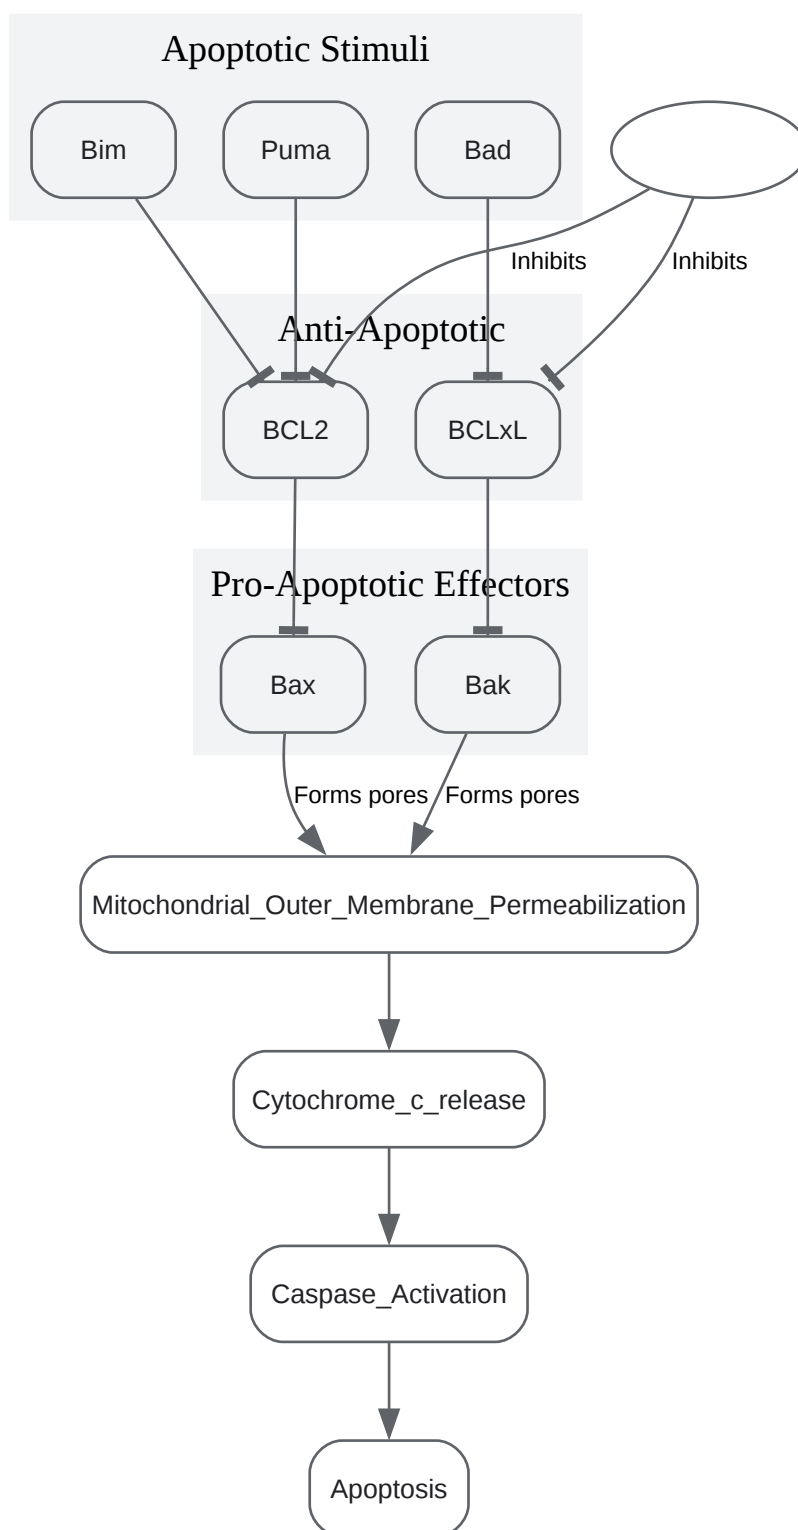 Apoptotic Stimuli
Bim
Puma
Bad
Inhibits
Inhibits
Anti-Apoptotic
BCL2
BCLxL
Pro-Apoptotic Effectors
Bax
Bak
Forms pores
Forms pores
Mitochondrial_Outer_Membrane_Permeabilization
Cytochrome_c_release
Caspase_Activation
Apoptosis